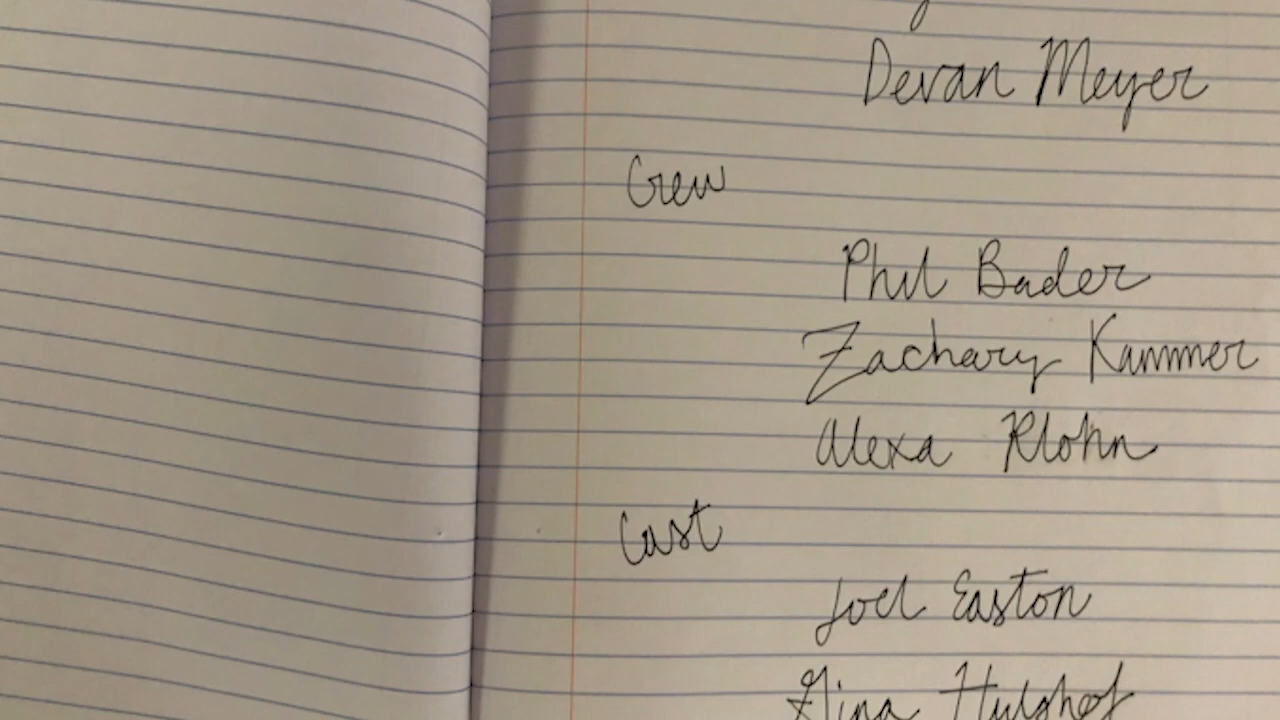 Devan Meyer
Crew
Phil Bader
Zachary Kammer
Alexa Klohn
Cast
Joel Easton
Gina